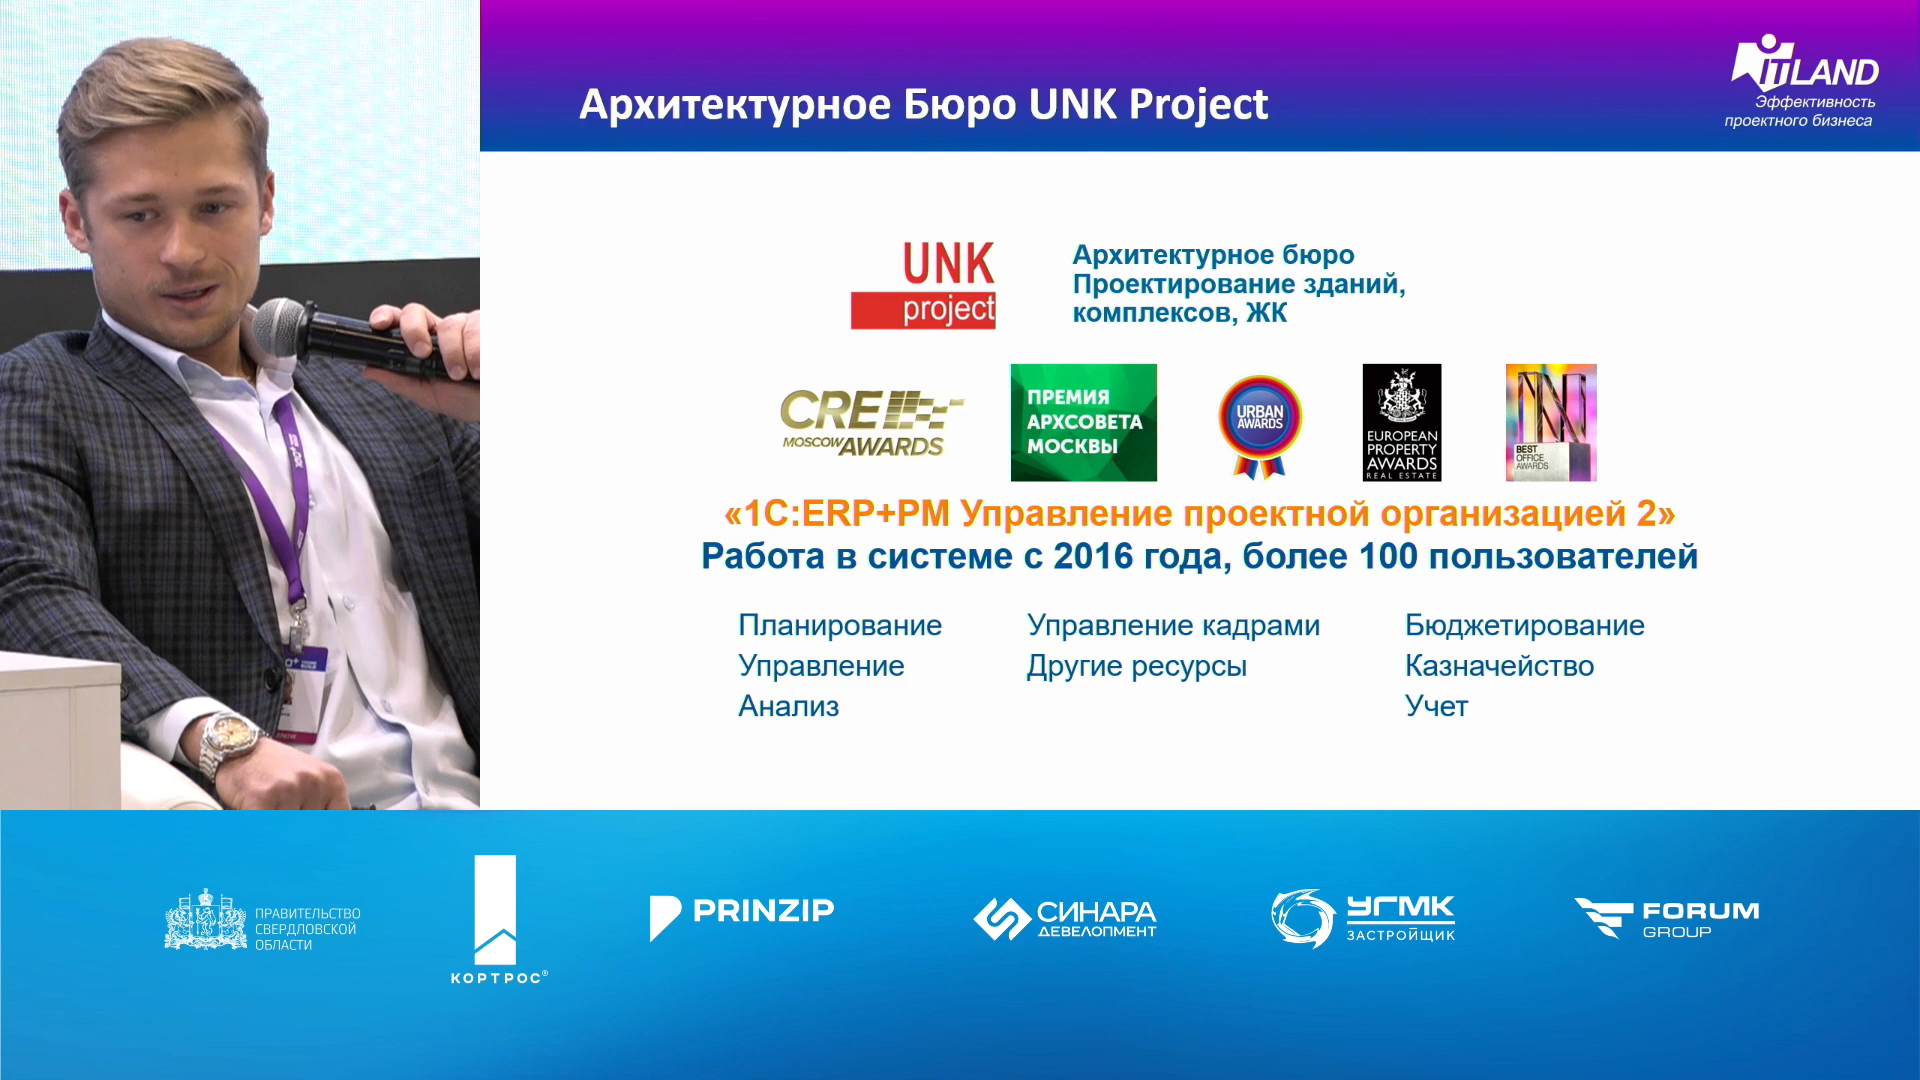 Архитектурное Бюро UNK Project
ITLAND
Эффективность
проектного бизнеса
UNK
project
Архитектурное бюро
Проектирование зданий,
комплексов, ЖК
CRE
MOSCOW AWARDS
ПРЕМИЯ
АРХСОВЕТА
МОСКВЫ
URBAN
AWARDS
EUROPEAN
PROPERTY
AWARDS
REAL ESTATE
BEST
OFFICE
AWARDS
«1С:ERP+PM Управление проектной организацией 2»
Работа в системе с 2016 года, более 100 пользователей
Планирование
Управление
Анализ
Управление кадрами
Другие ресурсы
Бюджетирование
Казначейство
Учет
ПРАВИТЕЛЬСТВО
СВЕРДЛОВСКОЙ
ОБЛАСТИ
КОРТРОС®
PRINZIP
СИНАРА
ДЕВЕЛОПМЕНТ
УГМК
ЗАСТРОЙЩИК
FORUM
GROUP